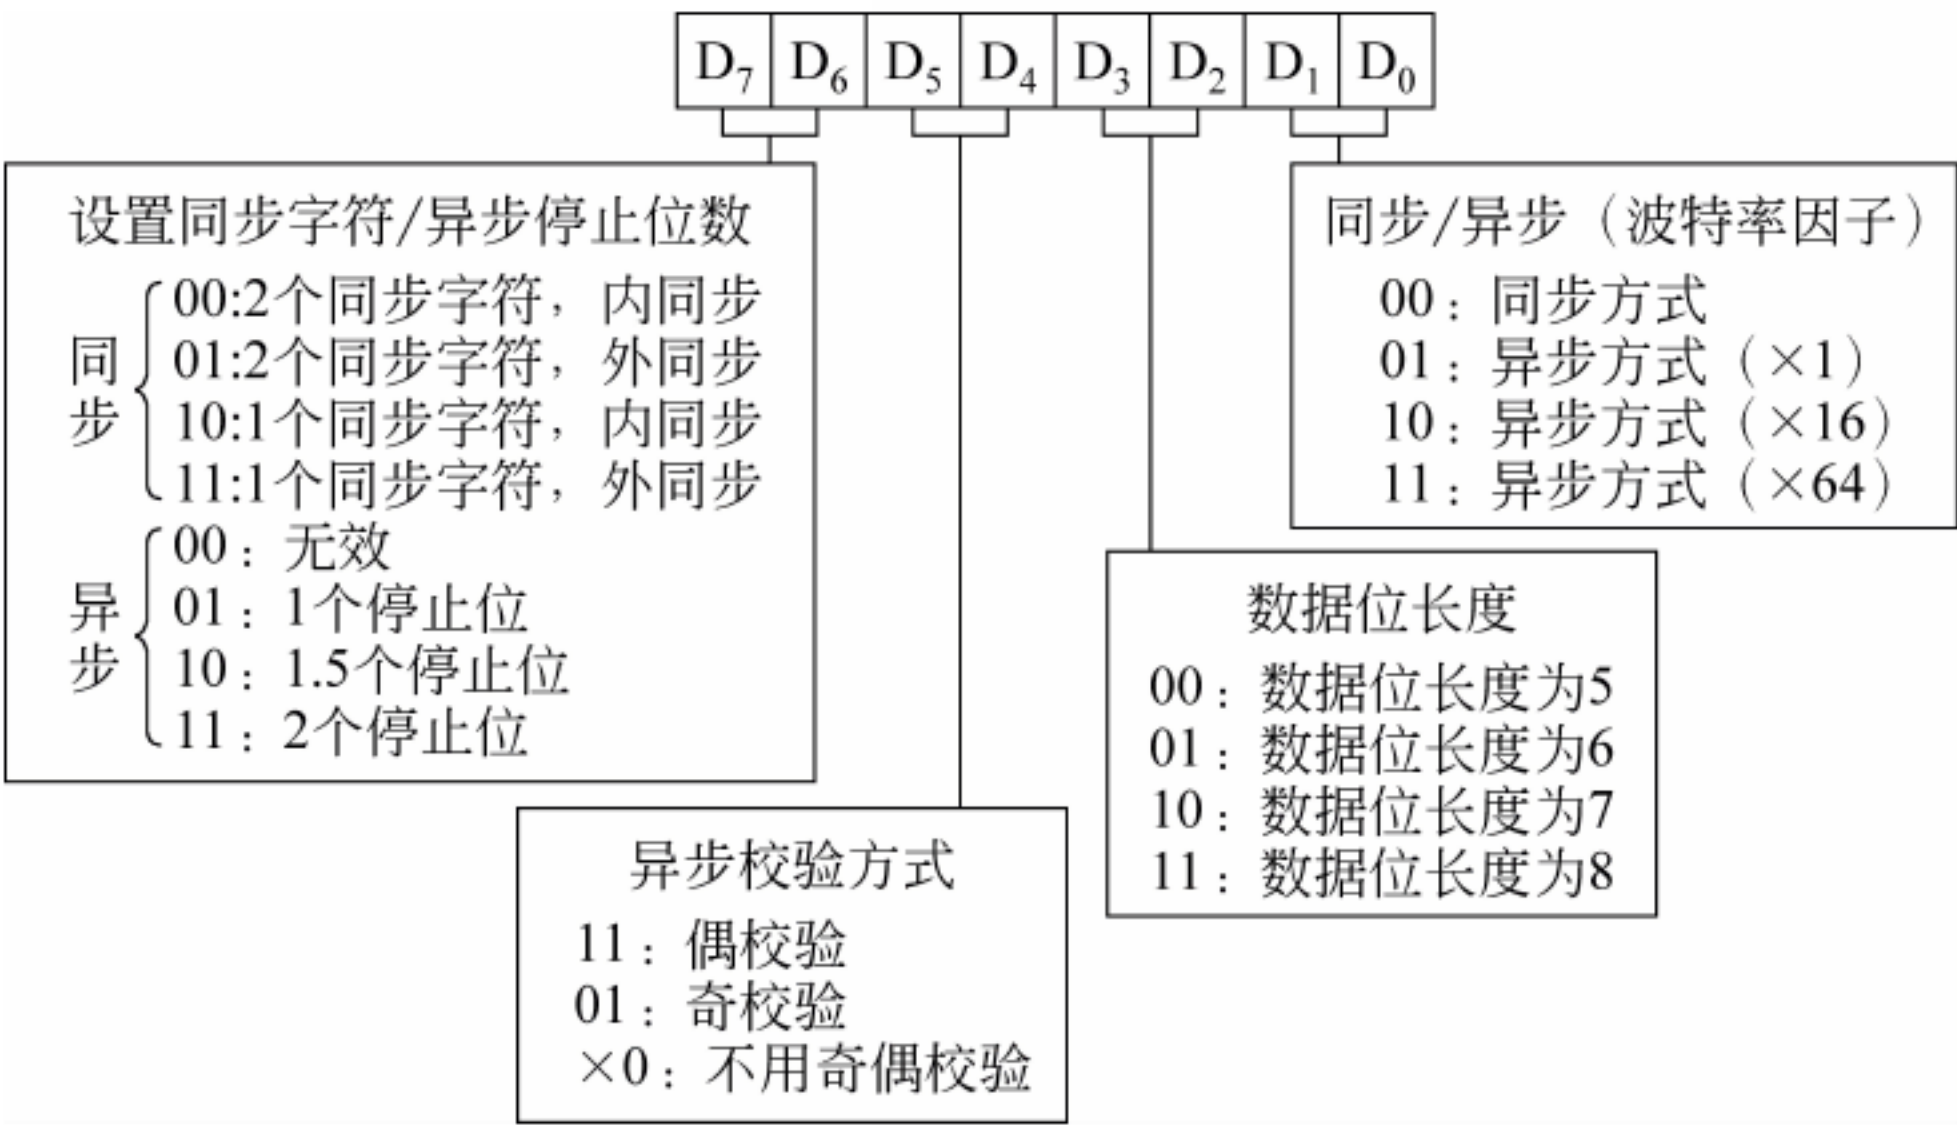 D7 D6 D5 D4 D3 D2 D1 D0
设置同步字符/异步停止位数
同步
00:2个同步字符，内同步
01:2个同步字符，外同步
10:1个同步字符，内同步
11:1个同步字符，外同步
异步
00：无效
01：1个停止位
10：1.5个停止位
11：2个停止位
同步/异步（波特率因子）
00：同步方式
01：异步方式（×1）
10：异步方式（×16）
11：异步方式（×64）
数据位长度
00：数据位长度为5
01：数据位长度为6
10：数据位长度为7
11：数据位长度为8
异步校验方式
11：偶校验
01：奇校验
×0：不用奇偶校验